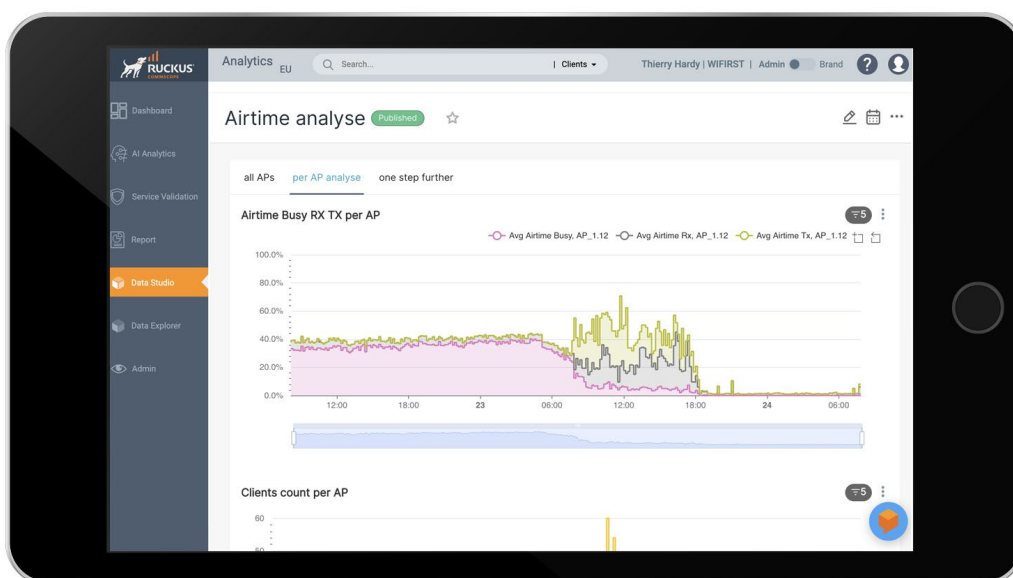 RUCKUS
COMMSCOPE
Analytics EU
Search...
| Clients
Thierry Hardy | WIFIRST | Admin Brand
?
Dashboard
AI Analytics
Service Validation
Report
Data Studio
Data Explorer
Admin
Airtime analyse Published
...
all APs per AP analyse one step further
Airtime Busy RX TX per AP
5
Avg Airtime Busy, AP_1.12 Avg Airtime Rx, AP_1.12 Avg Airtime Tx, AP_1.12
100.0%
80.0%
60.0%
40.0%
20.0%
0.0%
12:00 18:00 23 06:00 12:00 18:00 24 06:00
Clients count per AP
5
60
50